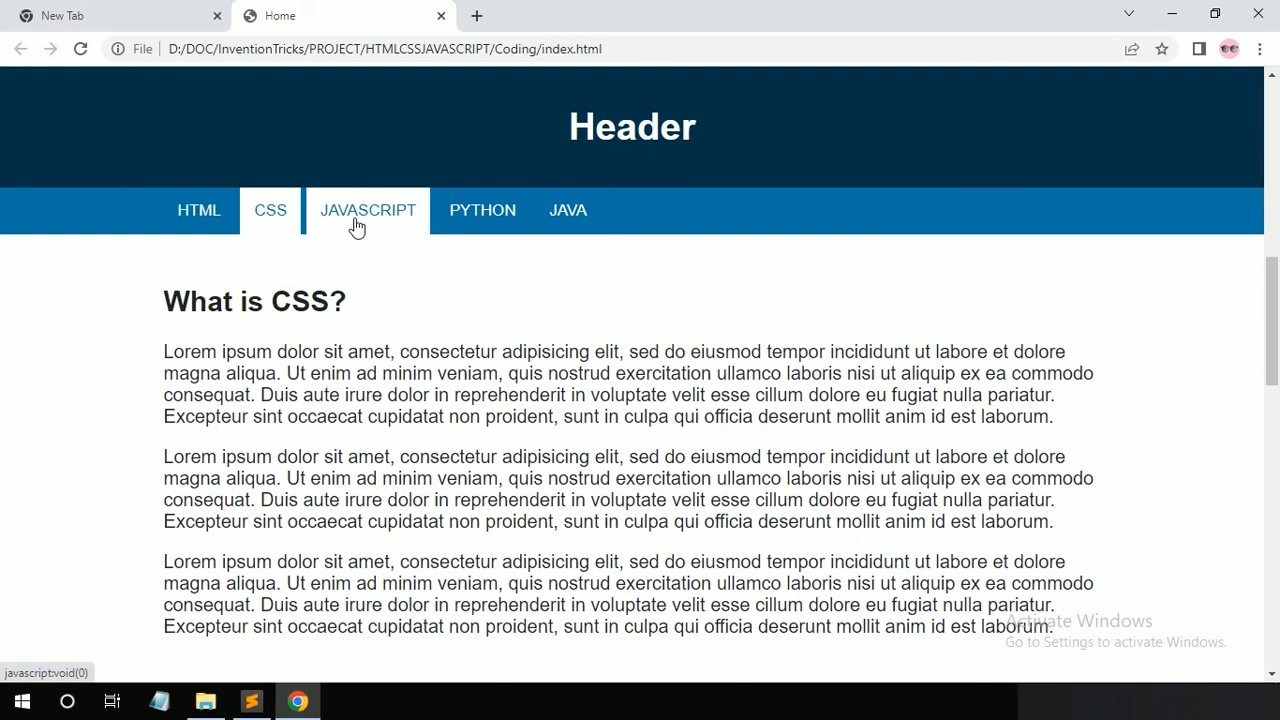 New Tab
Home
File
D:/DOC/InventionTricks/PROJECT/HTMLCSSJAVASCRIPT/Coding/index.html
Header
HTML CSS JAVASCRIPT PYTHON JAVA
What is CSS?
Lorem ipsum dolor sit amet, consectetur adipisicing elit, sed do eiusmod tempor incididunt ut labore et dolore
magna aliqua. Ut enim ad minim veniam, quis nostrud exercitation ullamco laboris nisi ut aliquip ex ea commodo
consequat. Duis aute irure dolor in reprehenderit in voluptate velit esse cillum dolore eu fugiat nulla pariatur.
Excepteur sint occaecat cupidatat non proident, sunt in culpa qui officia deserunt mollit anim id est laborum.
Lorem ipsum dolor sit amet, consectetur adipisicing elit, sed do eiusmod tempor incididunt ut labore et dolore
magna aliqua. Ut enim ad minim veniam, quis nostrud exercitation ullamco laboris nisi ut aliquip ex ea commodo
consequat. Duis aute irure dolor in reprehenderit in voluptate velit esse cillum dolore eu fugiat nulla pariatur.
Excepteur sint occaecat cupidatat non proident, sunt in culpa qui officia deserunt mollit anim id est laborum.
Lorem ipsum dolor sit amet, consectetur adipisicing elit, sed do eiusmod tempor incididunt ut labore et dolore
magna aliqua. Ut enim ad minim veniam, quis nostrud exercitation ullamco laboris nisi ut aliquip ex ea commodo
consequat. Duis aute irure dolor in reprehenderit in voluptate velit esse cillum dolore eu fugiat nulla pariatur.
Excepteur sint occaecat cupidatat non proident, sunt in culpa qui officia deserunt mollit anim id est laborum.
Activate Windows
Go to Settings to activate Windows.
javascript:void(0)